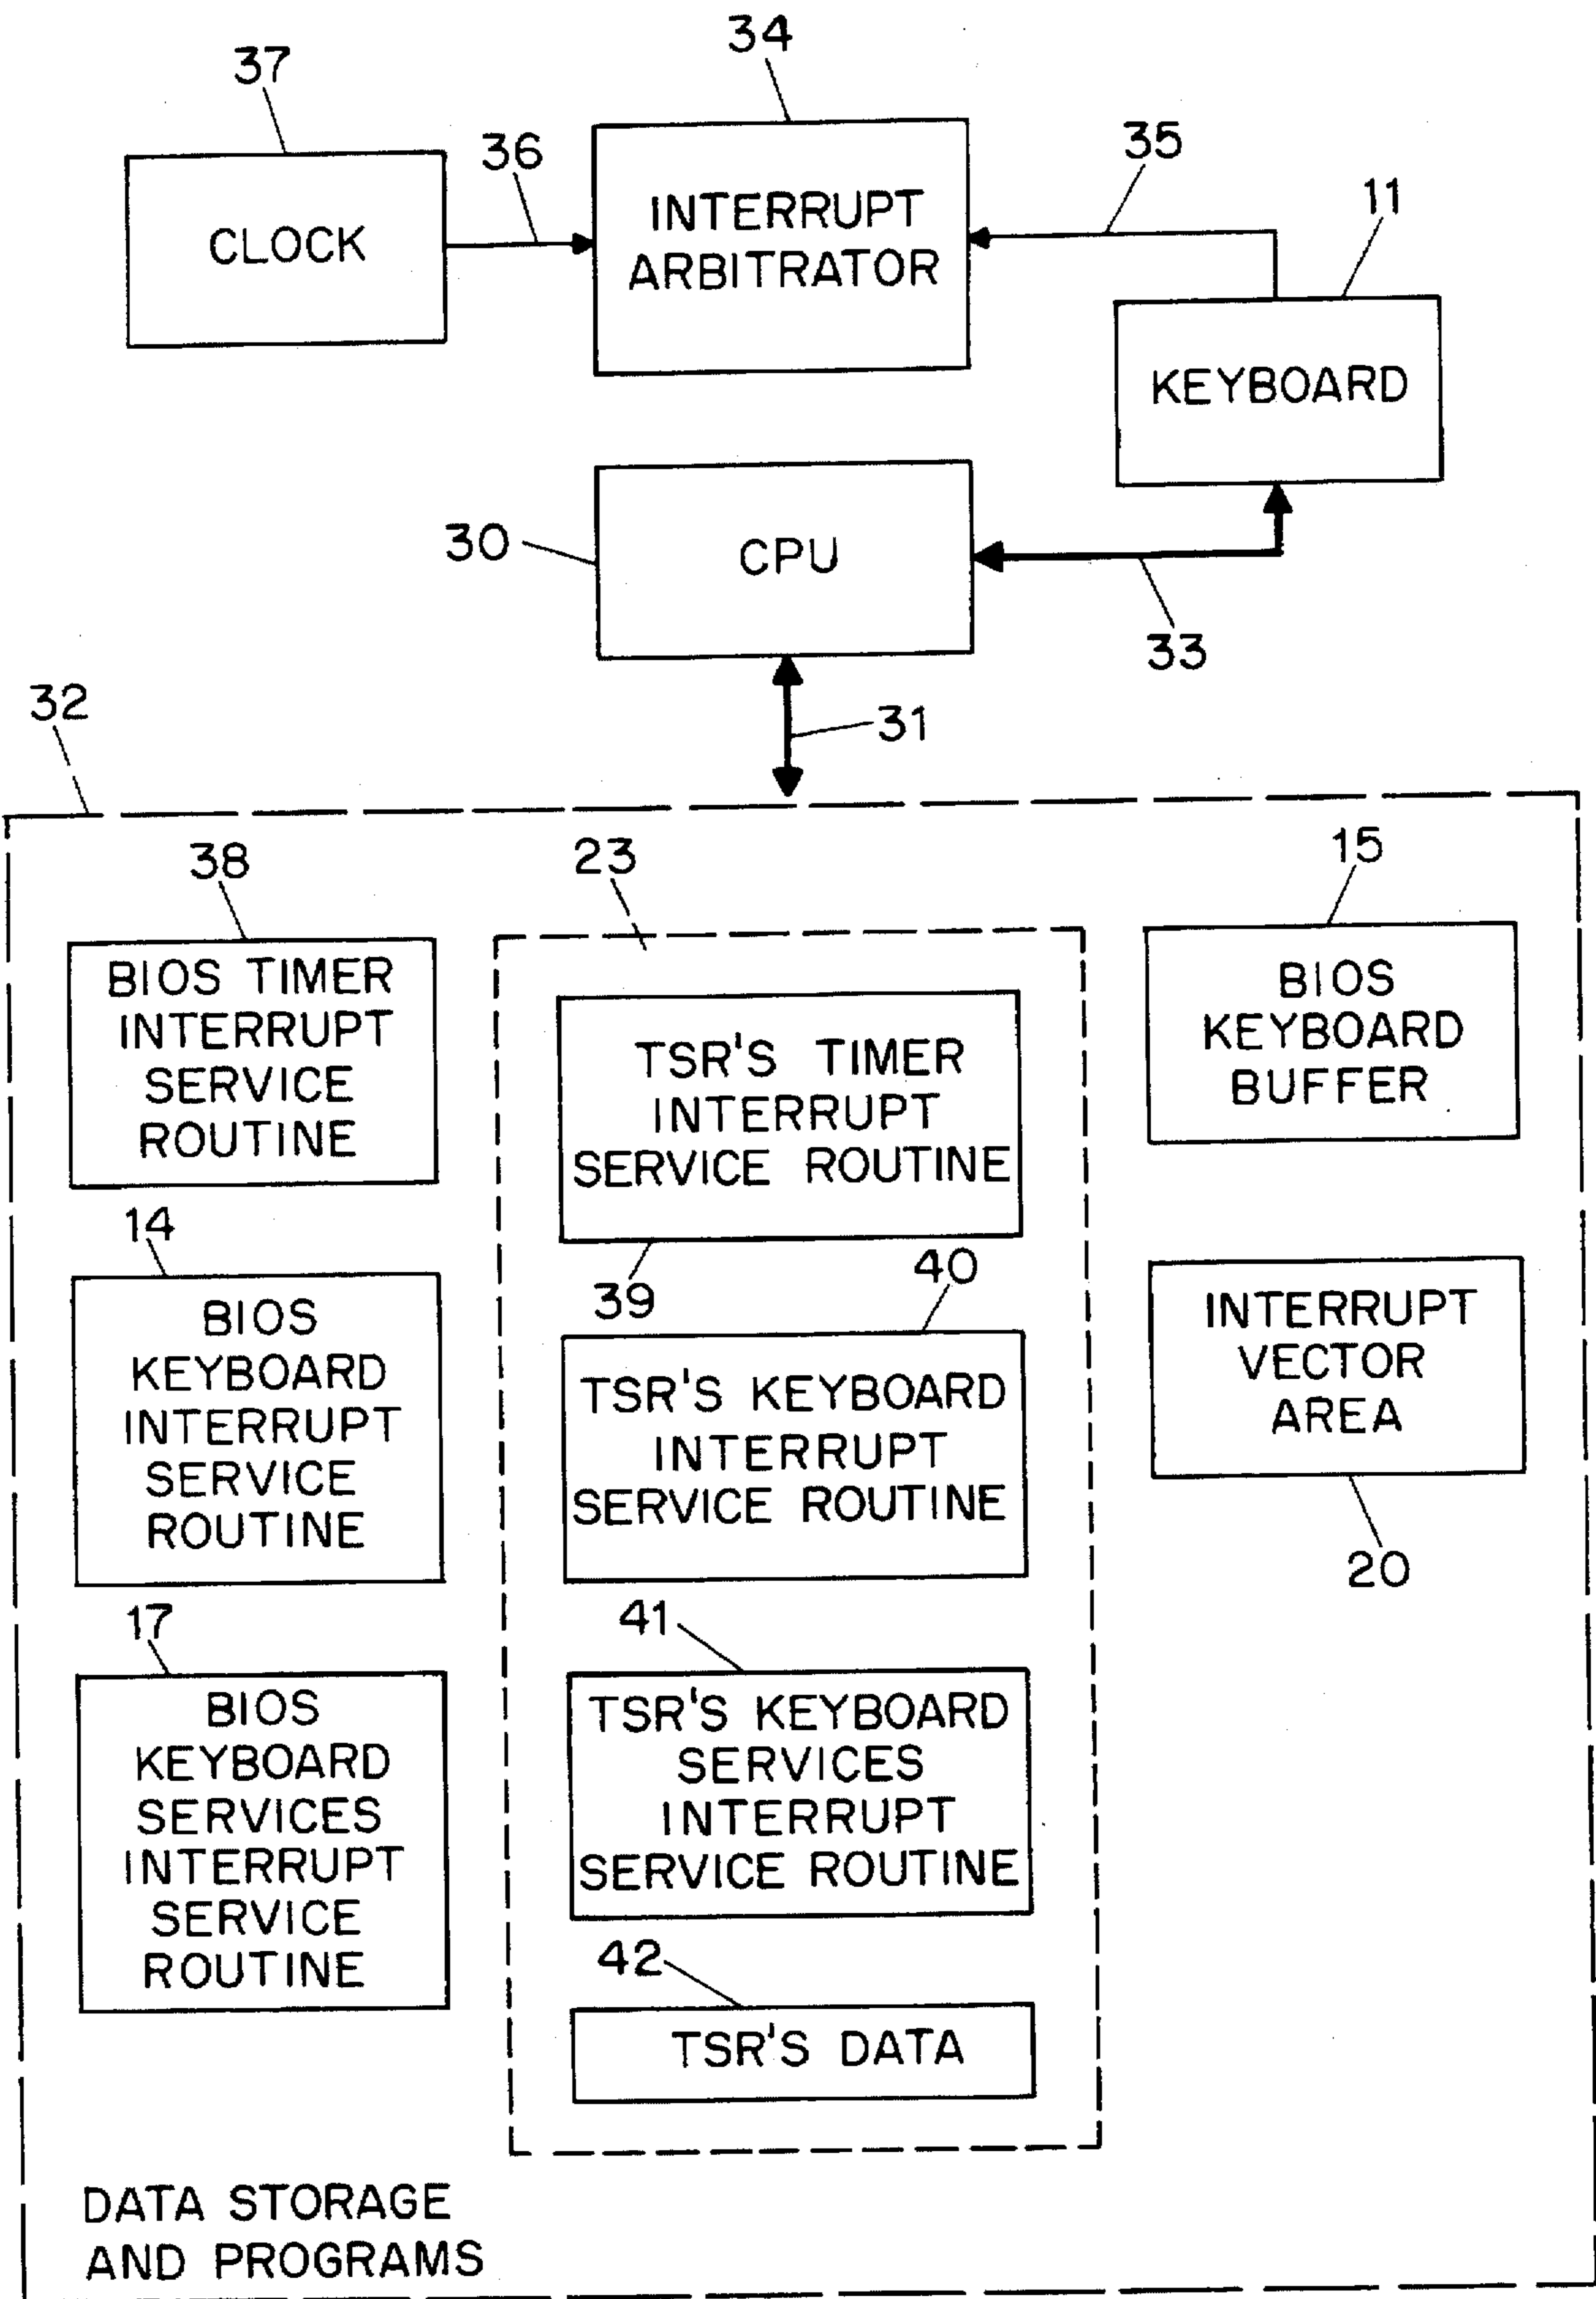 34
37
36
35
11
CLOCK
INTERRUPT
ARBITRATOR
KEYBOARD
30
CPU
33
32
31
38
23
15
BIOS TIMER
INTERRUPT
SERVICE
ROUTINE
TSR'S TIMER
INTERRUPT
SERVICE ROUTINE
39
BIOS
KEYBOARD
BUFFER
14
BIOS
KEYBOARD
INTERRUPT
SERVICE
ROUTINE
40
TSR'S KEYBOARD
INTERRUPT
SERVICE ROUTINE
INTERRUPT
VECTOR
AREA
20
17
BIOS
KEYBOARD
SERVICES
INTERRUPT
SERVICE
ROUTINE
41
TSR'S KEYBOARD
SERVICES
INTERRUPT
SERVICE ROUTINE
42
TSR'S DATA
DATA STORAGE
AND PROGRAMS